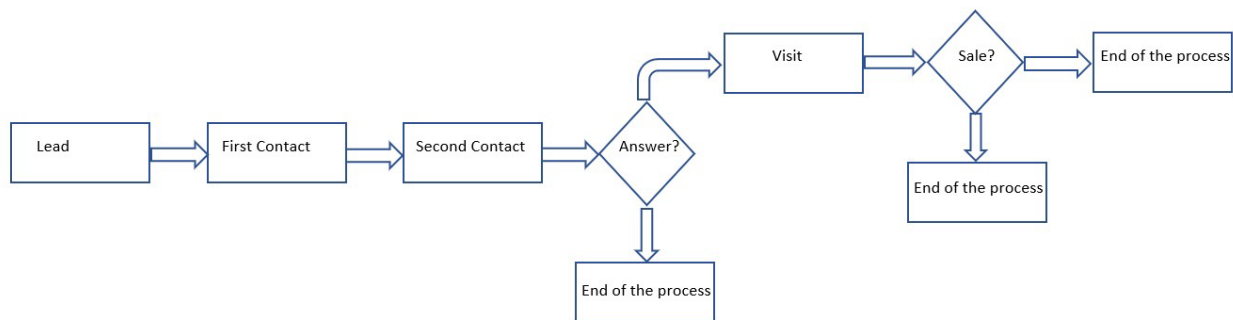 Lead
First Contact
Second Contact
Answer?
Visit
Sale?
End of the process
End of the process
End of the process